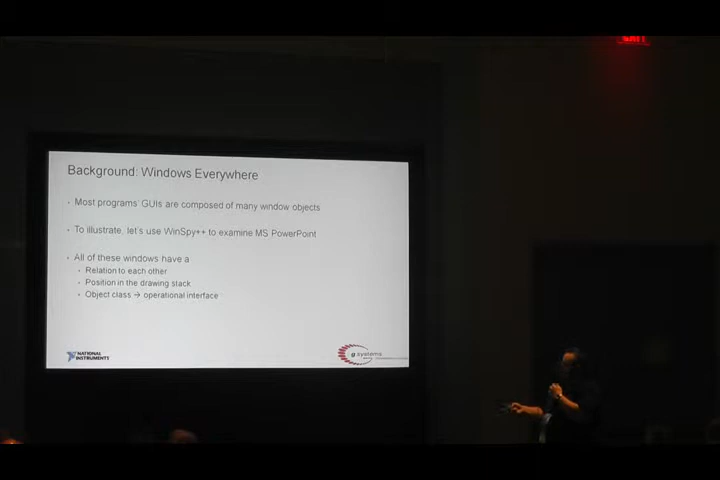 EXIT
Background: Windows Everywhere
Most programs' GUIs are composed of many window objects
To illustrate, let's use WinSpy++ to examine MS PowerPoint
All of these windows have a
Relation to each other
Position in the drawing stack
Object class → operational interface
NATIONAL
INSTRUMENTS
g systems